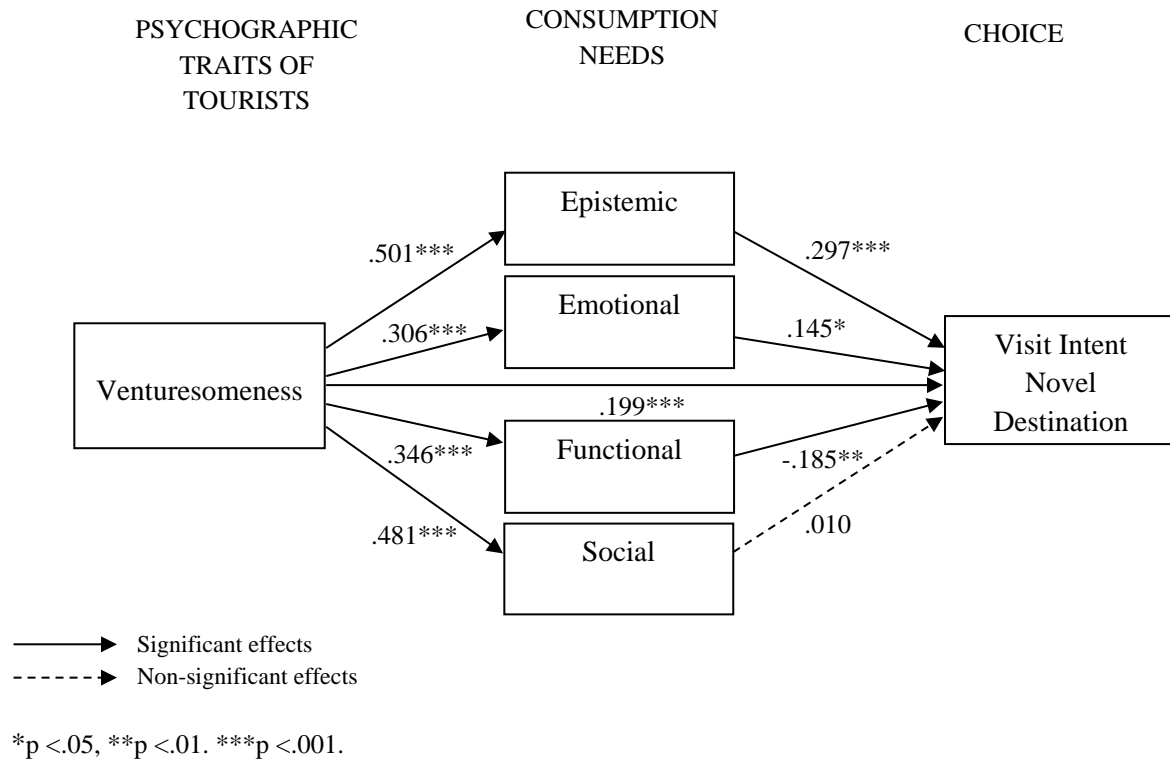 PSYCHOGRAPHIC
TRAITS OF
TOURISTS
CONSUMPTION
NEEDS
CHOICE
Epistemic
.501***
.297***
Emotional
.306***
.145*
Venturesomeness
Visit Intent
Novel
Destination
.199***
Functional
.346***
-.185**
Social
.481***
.010
Significant effects
Non-significant effects
*p <.05, **p <.01. ***p <.001.